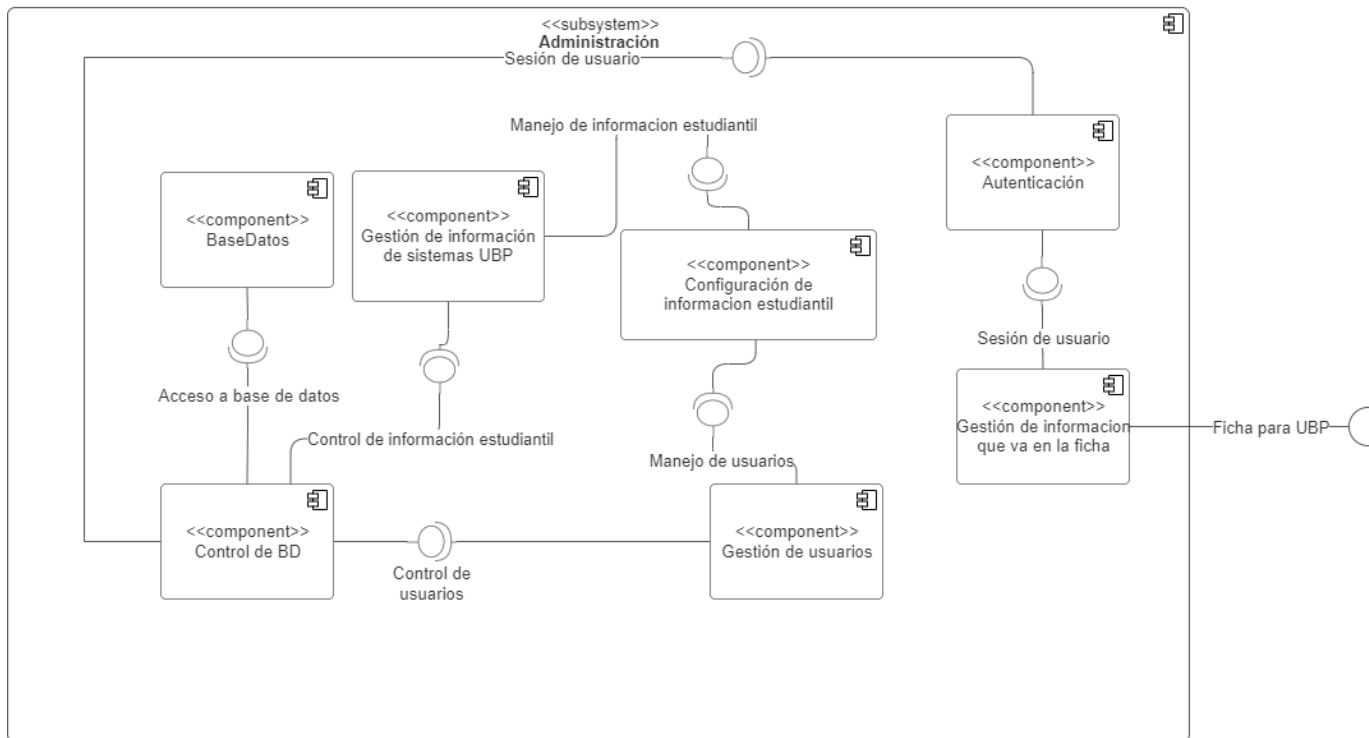 <<subsystem>>
Administración
Sesión de usuario
Manejo de informacion estudiantil
<<component>>
Autenticación
<<component>>
BaseDatos
<<component>>
Gestión de información
de sistemas UBP
<<component>>
Configuración de
informacion estudiantil
Sesión de usuario
Acceso a base de datos
<<component>>
Gestión de informacion
que va en la ficha
Ficha para UBP
Control de información estudiantil
Manejo de usuarios
<<component>>
Control de BD
<<component>>
Gestión de usuarios
Control de
usuarios